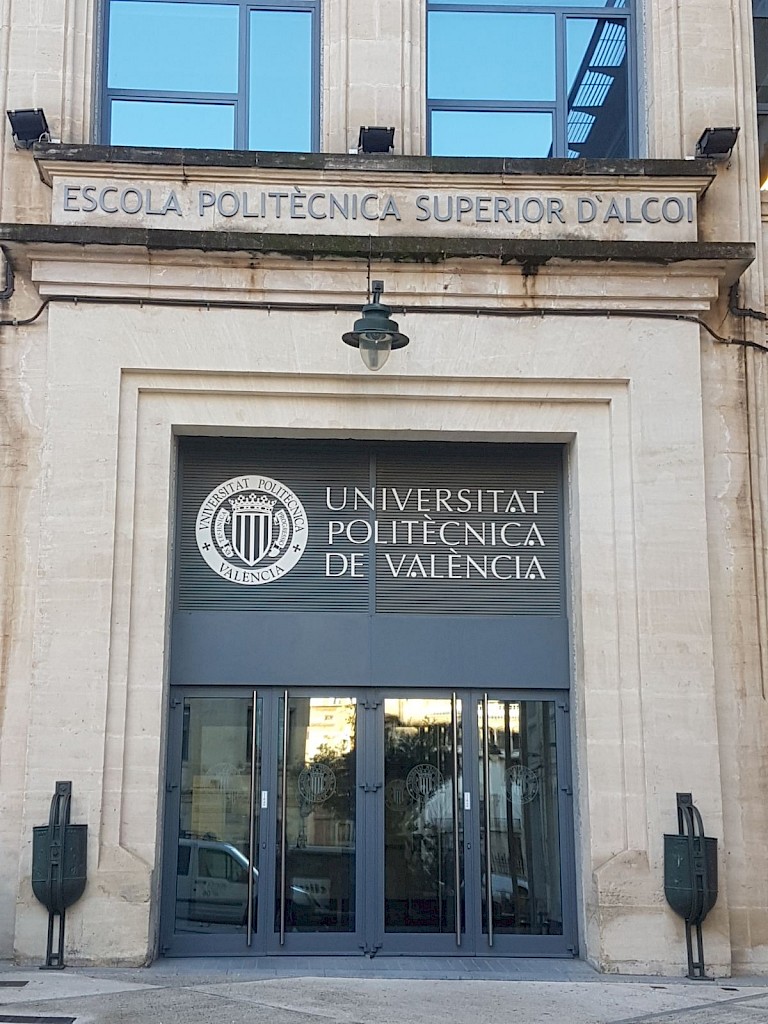 ESCOLA POLITÈCNICA SUPERIOR D'ALCOI
UNIVERSITAT POLITÈCNICA
VALENCIA
UNIVERSITAT
POLITÈCNICA
DE VALÈNCIA